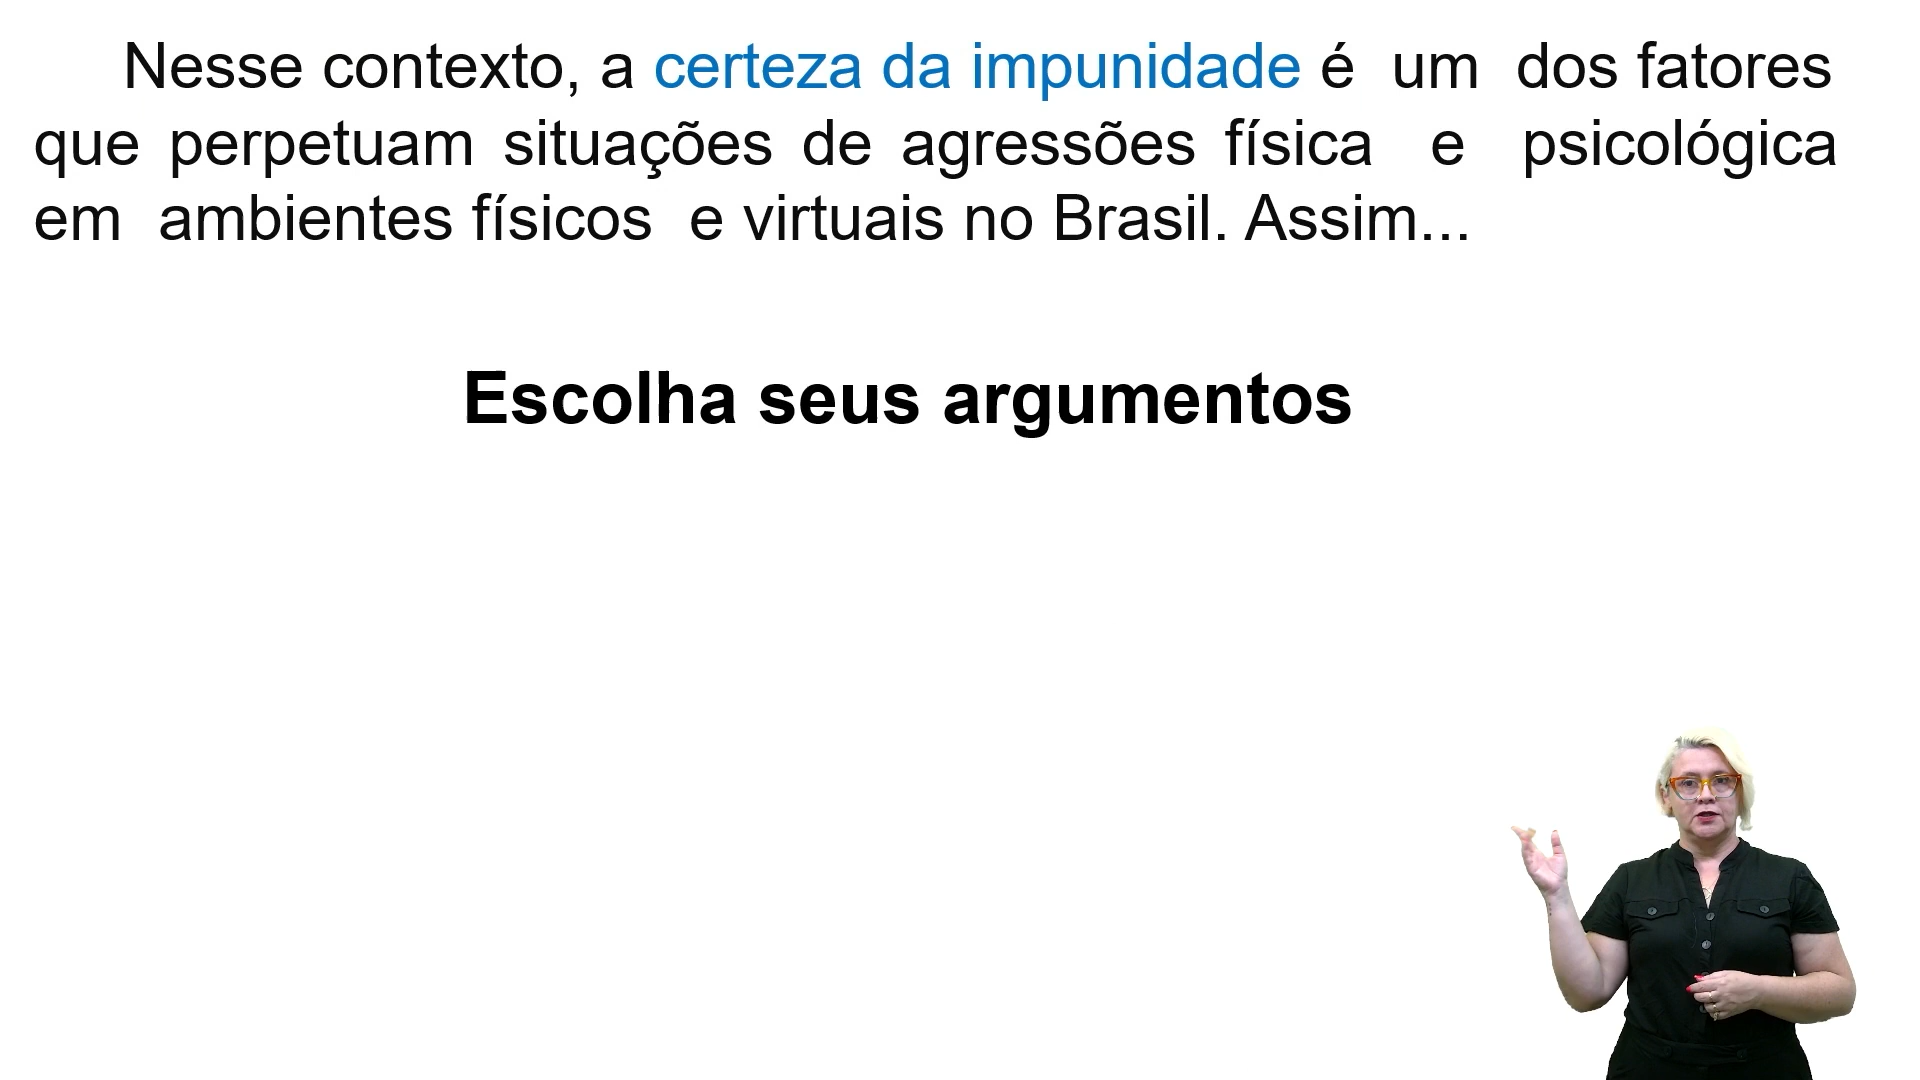 Nesse contexto, a certeza da impunidade é um dos fatores
que perpetuam situações de agressões física e psicológica
em ambientes físicos e virtuais no Brasil. Assim...
Escolha seus argumentos